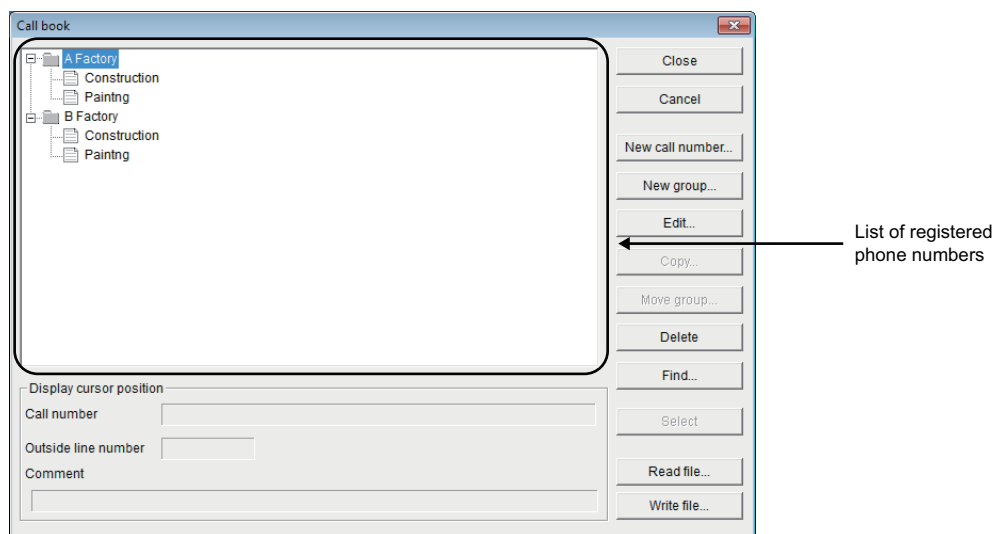 Call book
A Factory
Construction
Paintng
B Factory
Construction
Paintng
Close
Cancel
New call number...
New group...
Edit...
Copy...
Move group...
Delete
Find...
Select
Read file...
Write file...
Display cursor position
Call number
Outside line number
Comment
List of registered
phone numbers